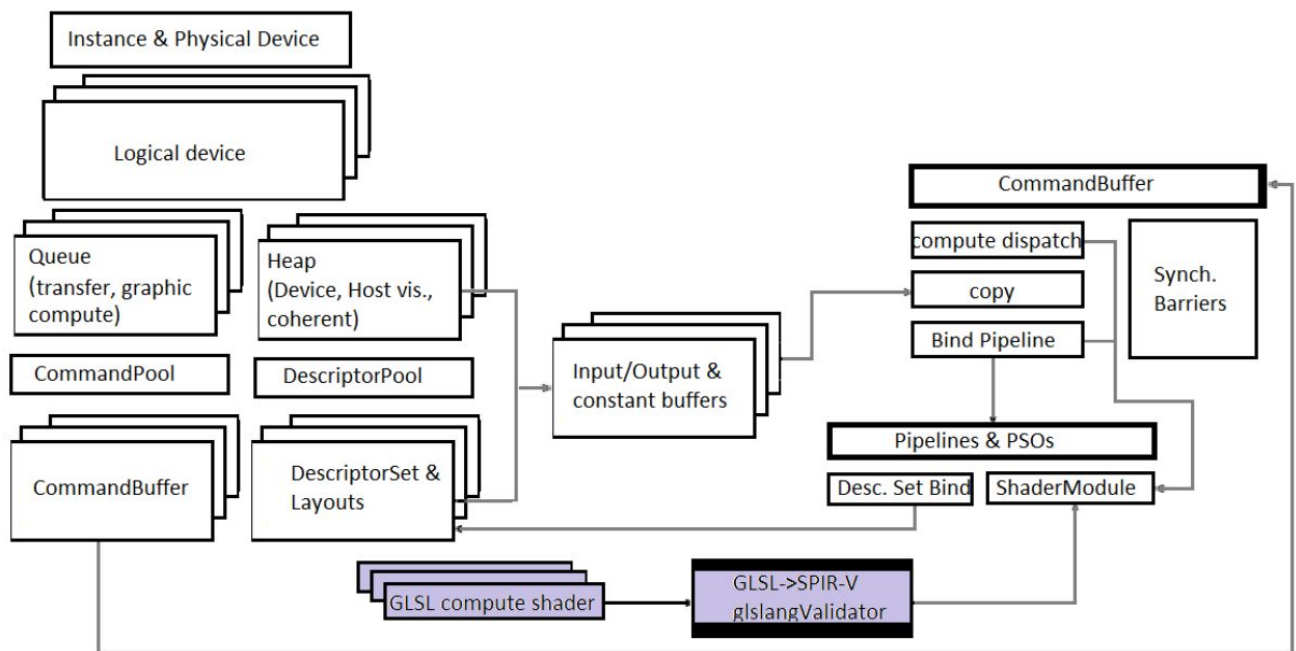 Instance & Physical Device
Logical device
Queue
(transfer, graphic
compute)
Heap
(Device, Host vis.,
coherent)
CommandPool
DescriptorPool
CommandBuffer
DescriptorSet &
Layouts
Input/Output &
constant buffers
CommandBuffer
compute dispatch
copy
Bind Pipeline
Synch.
Barriers
Pipelines & PSOs
Desc. Set Bind
ShaderModule
GLSL compute shader
GLSL->SPIR-V
glslangValidator